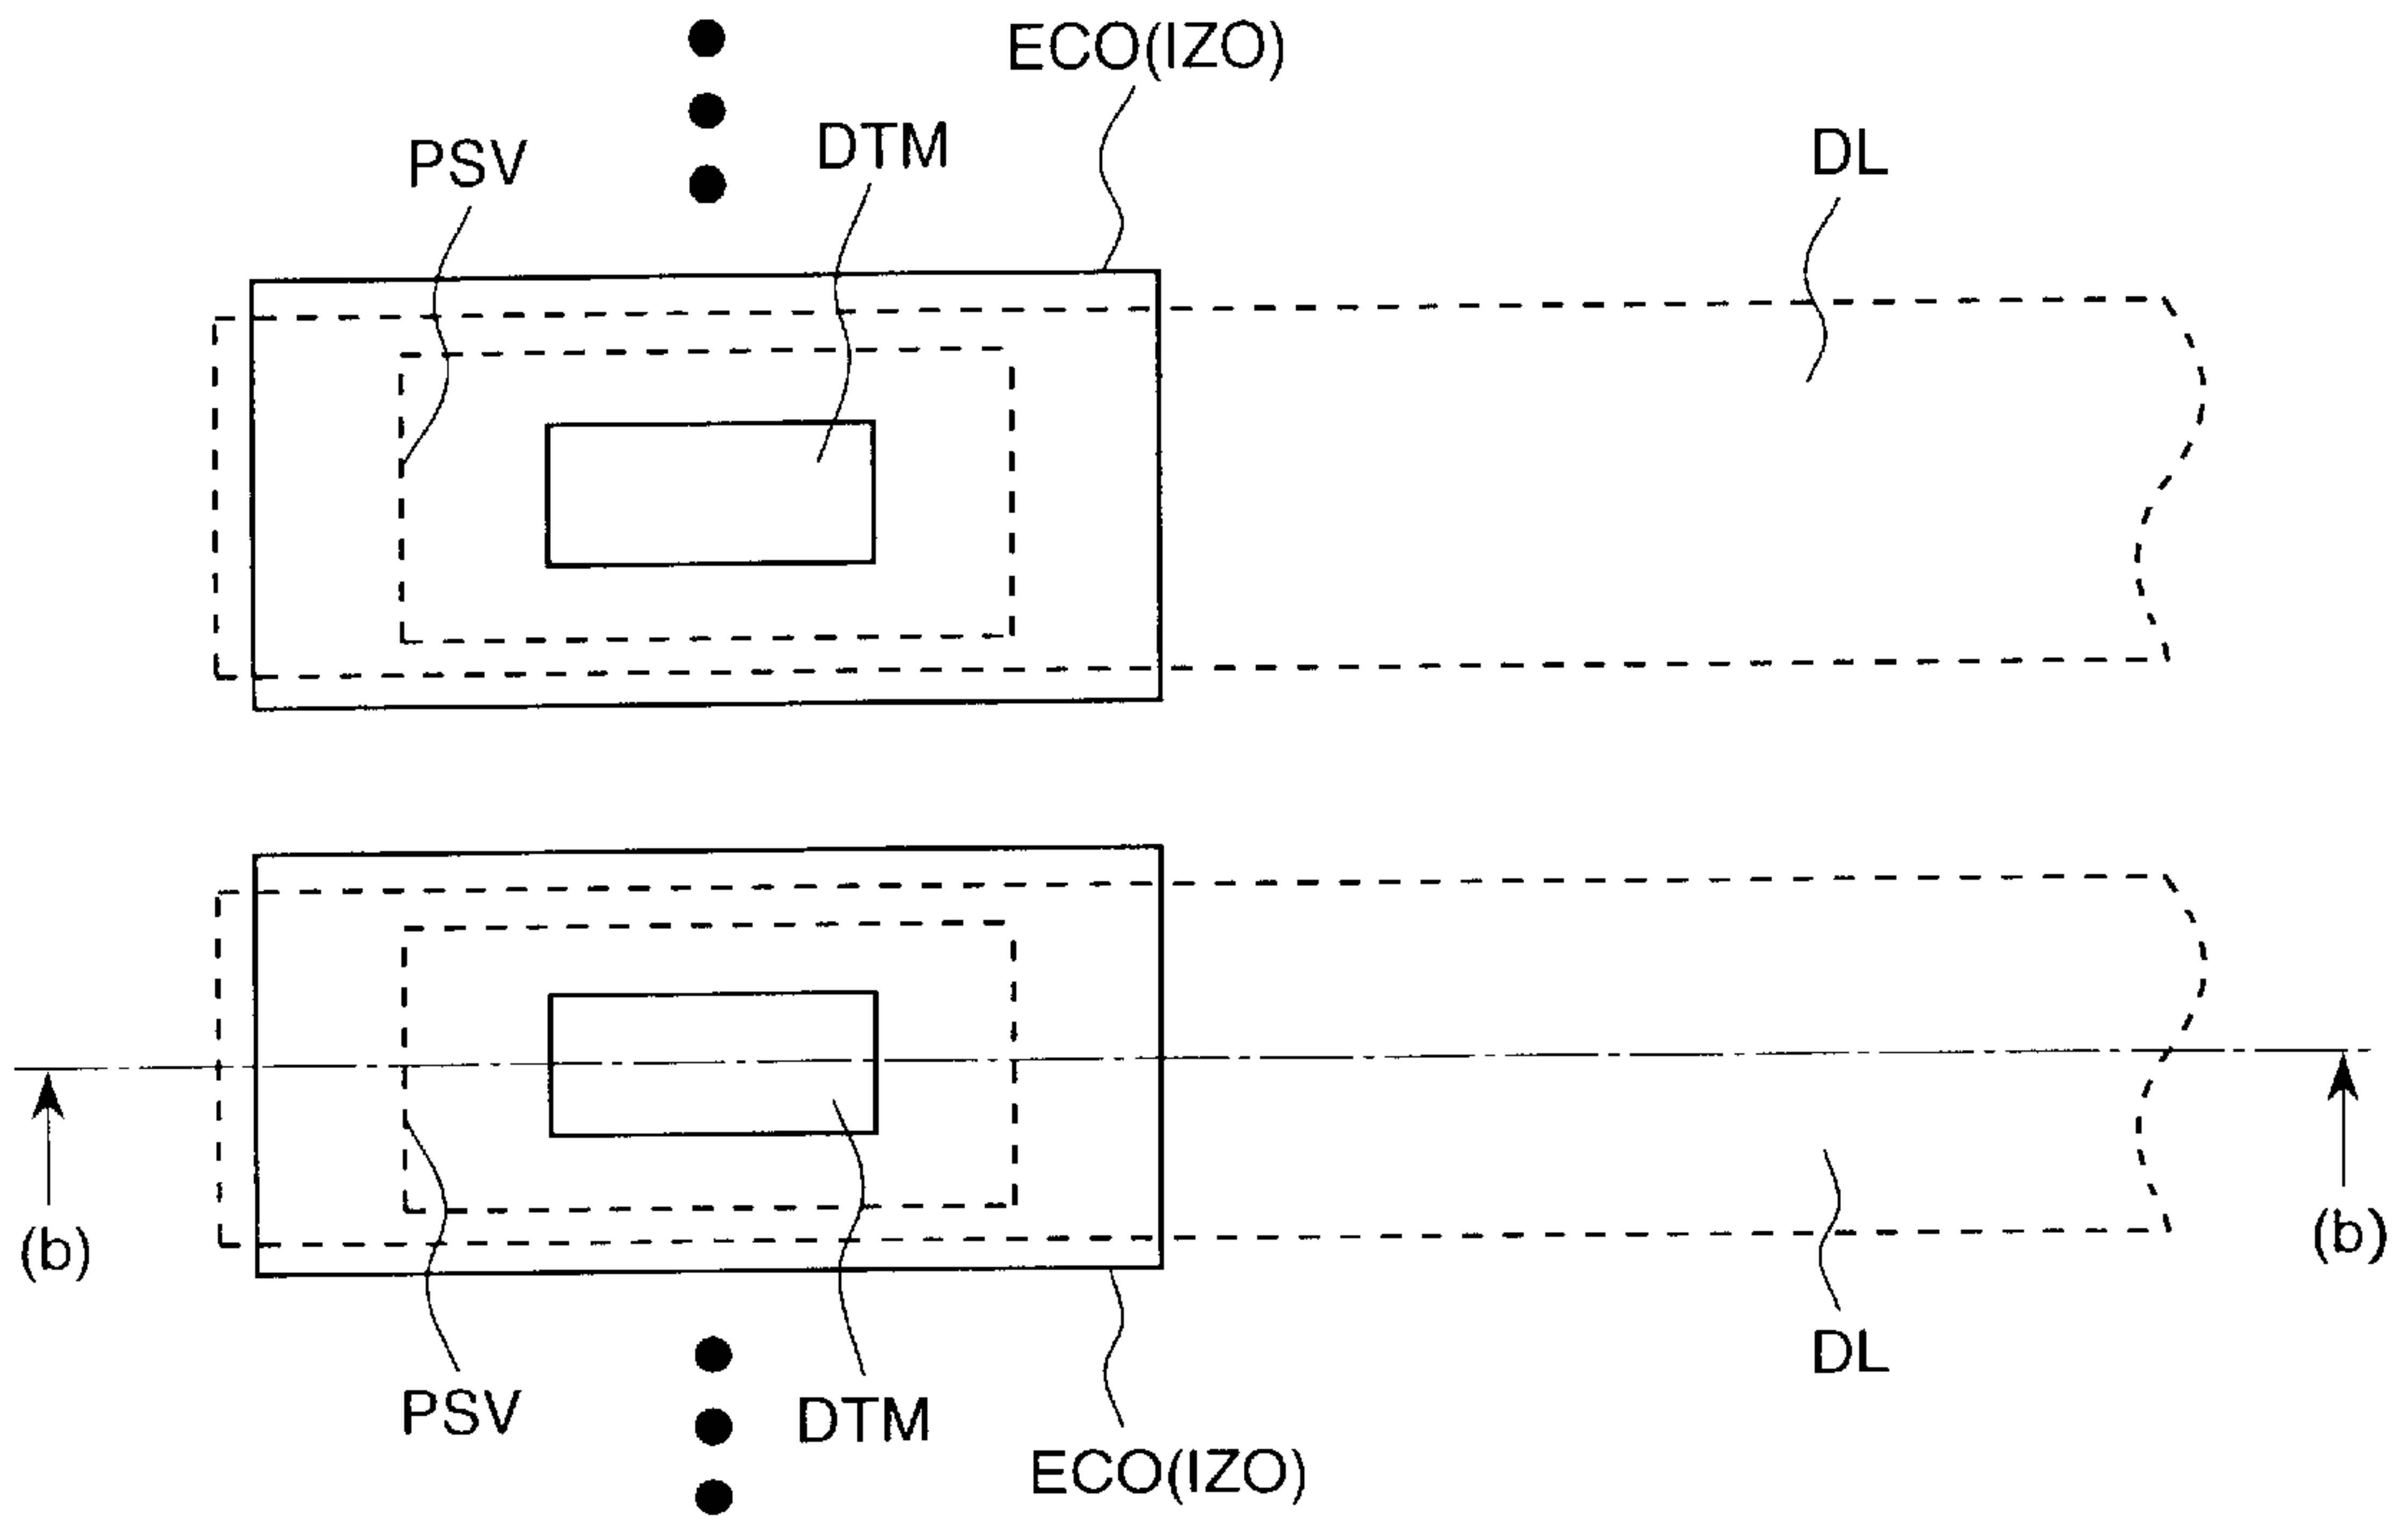 ECO(IZO)
PSV
DTM
DL
(b)
(b)
PSV
DTM
DL
ECO(IZO)